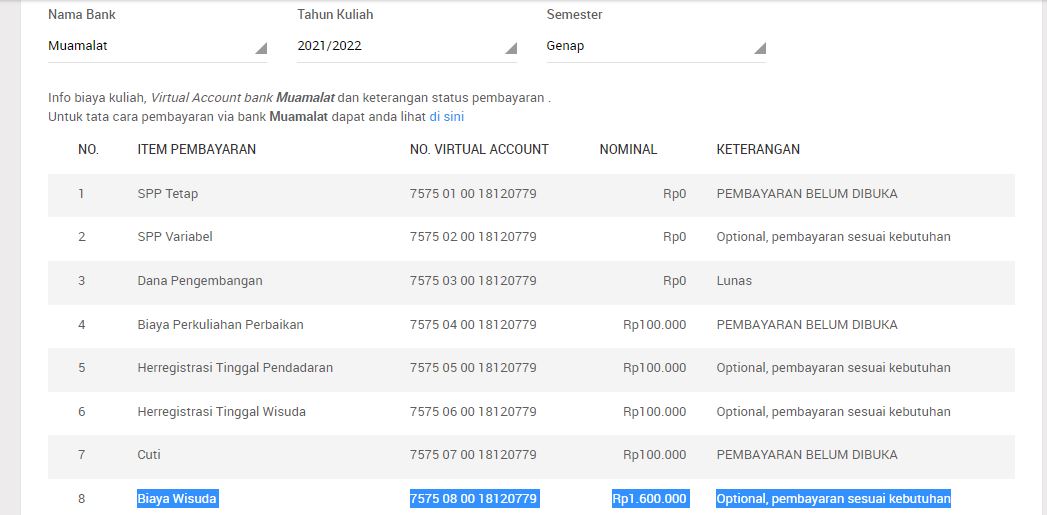 Nama Bank Tahun Kuliah Semester
Muamalat 2021/2022 Genap
Info biaya kuliah, Virtual Account bank Muamalat dan keterangan status pembayaran .
Untuk tata cara pembayaran via bank Muamalat dapat anda lihat di sini
NO. ITEM PEMBAYARAN NO. VIRTUAL ACCOUNT NOMINAL KETERANGAN
1 SPP Tetap 7575 01 00 18120779 Rp0 PEMBAYARAN BELUM DIBUKA
2 SPP Variabel 7575 02 00 18120779 Rp0 Optional, pembayaran sesuai kebutuhan
3 Dana Pengembangan 7575 03 00 18120779 Rp0 Lunas
4 Biaya Perkuliahan Perbaikan 7575 04 00 18120779 Rp100.000 PEMBAYARAN BELUM DIBUKA
5 Herregistrasi Tinggal Pendadaran 7575 05 00 18120779 Rp100.000 Optional, pembayaran sesuai kebutuhan
6 Herregistrasi Tinggal Wisuda 7575 06 00 18120779 Rp100.000 Optional, pembayaran sesuai kebutuhan
7 Cuti 7575 07 00 18120779 Rp100.000 PEMBAYARAN BELUM DIBUKA
8 Biaya Wisuda 7575 08 00 18120779 Rp1.600.000 Optional, pembayaran sesuai kebutuhan